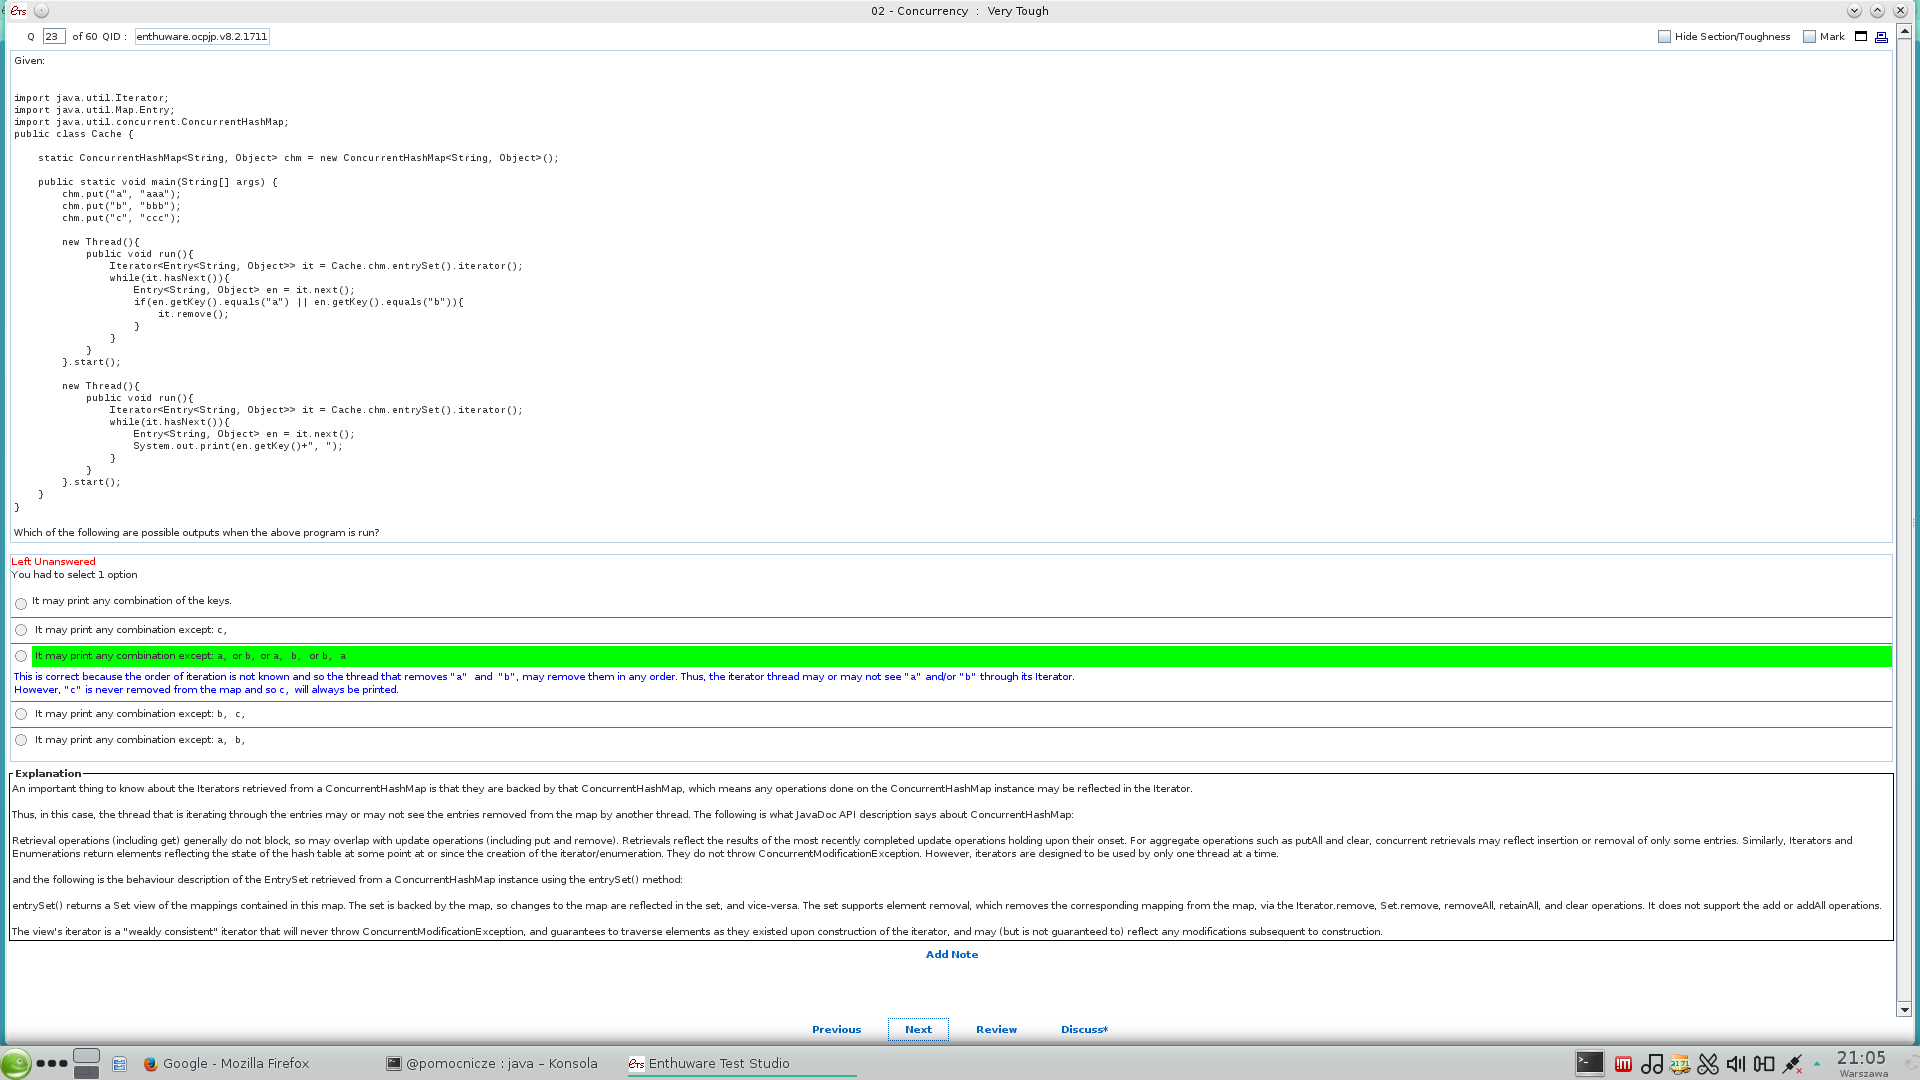 ETS
02 - Concurrency : Very Tough
Q 23 of 60 QID : enthuware.ocpjp.v8.2.1711
Hide Section/Toughness Mark
Given:
import java.util.Iterator;
import java.util.Map.Entry;
import java.util.concurrent.ConcurrentHashMap;
public class Cache {
static ConcurrentHashMap<String, Object> chm = new ConcurrentHashMap<String, Object>();
public static void main(String[] args) {
chm.put("a", "aaa");
chm.put("b", "bbb");
chm.put("c", "ccc");
new Thread(){
public void run(){
Iterator<Entry<String, Object>> it = Cache.chm.entrySet().iterator();
while(it.hasNext()){
Entry<String, Object> en = it.next();
if(en.getKey().equals("a") || en.getKey().equals("b")){
it.remove();
}
}
}
}.start();
new Thread(){
public void run(){
Iterator<Entry<String, Object>> it = Cache.chm.entrySet().iterator();
while(it.hasNext()){
Entry<String, Object> en = it.next();
System.out.print(en.getKey()+", ");
}
}
}.start();
}
}
Which of the following are possible outputs when the above program is run?
Left Unanswered
You had to select 1 option
It may print any combination of the keys.
It may print any combination except: c,
It may print any combination except: a, or b, or a, b, or b, a
This is correct because the order of iteration is not known and so the thread that removes "a" and "b", may remove them in any order. Thus, the iterator thread may or may not see "a" and/or "b" through its Iterator.
However, "c" is never removed from the map and so c, will always be printed.
It may print any combination except: b, c,
It may print any combination except: a, b,
Explanation
An important thing to know about the Iterators retrieved from a ConcurrentHashMap is that they are backed by that ConcurrentHashMap, which means any operations done on the ConcurrentHashMap instance may be reflected in the Iterator.
Thus, in this case, the thread that is iterating through the entries may or may not see the entries removed from the map by another thread. The following is what JavaDoc API description says about ConcurrentHashMap:
Retrieval operations (including get) generally do not block, so may overlap with update operations (including put and remove). Retrievals reflect the results of the most recently completed update operations holding upon their onset. For aggregate operations such as putAll and clear, concurrent retrievals may reflect insertion or removal of only some entries. Similarly, Iterators and
Enumerations return elements reflecting the state of the hash table at some point at or since the creation of the iterator/enumeration. They do not throw ConcurrentModificationException. However, iterators are designed to be used by only one thread at a time.
and the following is the behaviour description of the EntrySet retrieved from a ConcurrentHashMap instance using the entrySet() method:
entrySet() returns a Set view of the mappings contained in this map. The set is backed by the map, so changes to the map are reflected in the set, and vice-versa. The set supports element removal, which removes the corresponding mapping from the map, via the Iterator.remove, Set.remove, removeAll, retainAll, and clear operations. It does not support the add or addAll operations.
The view's iterator is a "weakly consistent" iterator that will never throw ConcurrentModificationException, and guarantees to traverse elements as they existed upon construction of the iterator, and may (but is not guaranteed to) reflect any modifications subsequent to construction.
Add Note
Previous Next Review Discuss*
Google - Mozilla Firefox @pomocnicze : java – Konsola ETS Enthuware Test Studio 21:05
Warszawa